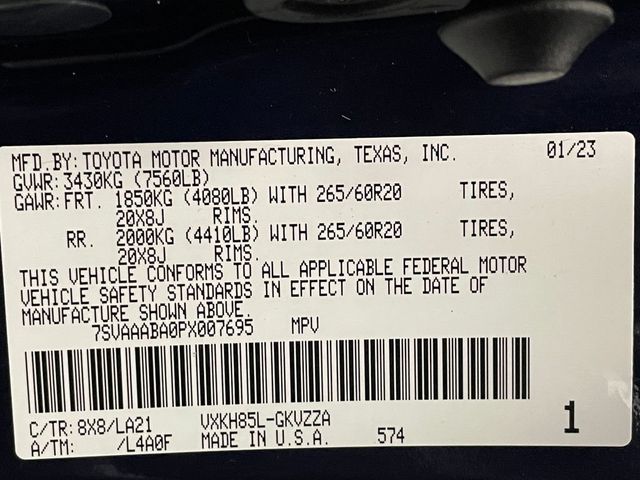 MFD.BY: TOYOTA MOTOR MANUFACTURING, TEXAS, INC. 01/23
GVWR: 3430KG (7560LB)
GAWR: FRT. 1850KG (4080LB) WITH 265/60R20 TIRES,
20X8J RIMS.
RR. 2000KG (4410LB) WITH 265/60R20 TIRES,
20X8J RIMS.
THIS VEHICLE CONFORMS TO ALL APPLICABLE FEDERAL MOTOR
VEHICLE SAFETY STANDARDS IN EFFECT ON THE DATE OF
MANUFACTURE SHOWN ABOVE.
7SVAAABA0PX007695 MPV
C/TR: 8X8/LA21 VXKH85L-GKVZZA 1
A/TM: /L4A0F MADE IN U.S.A. 574